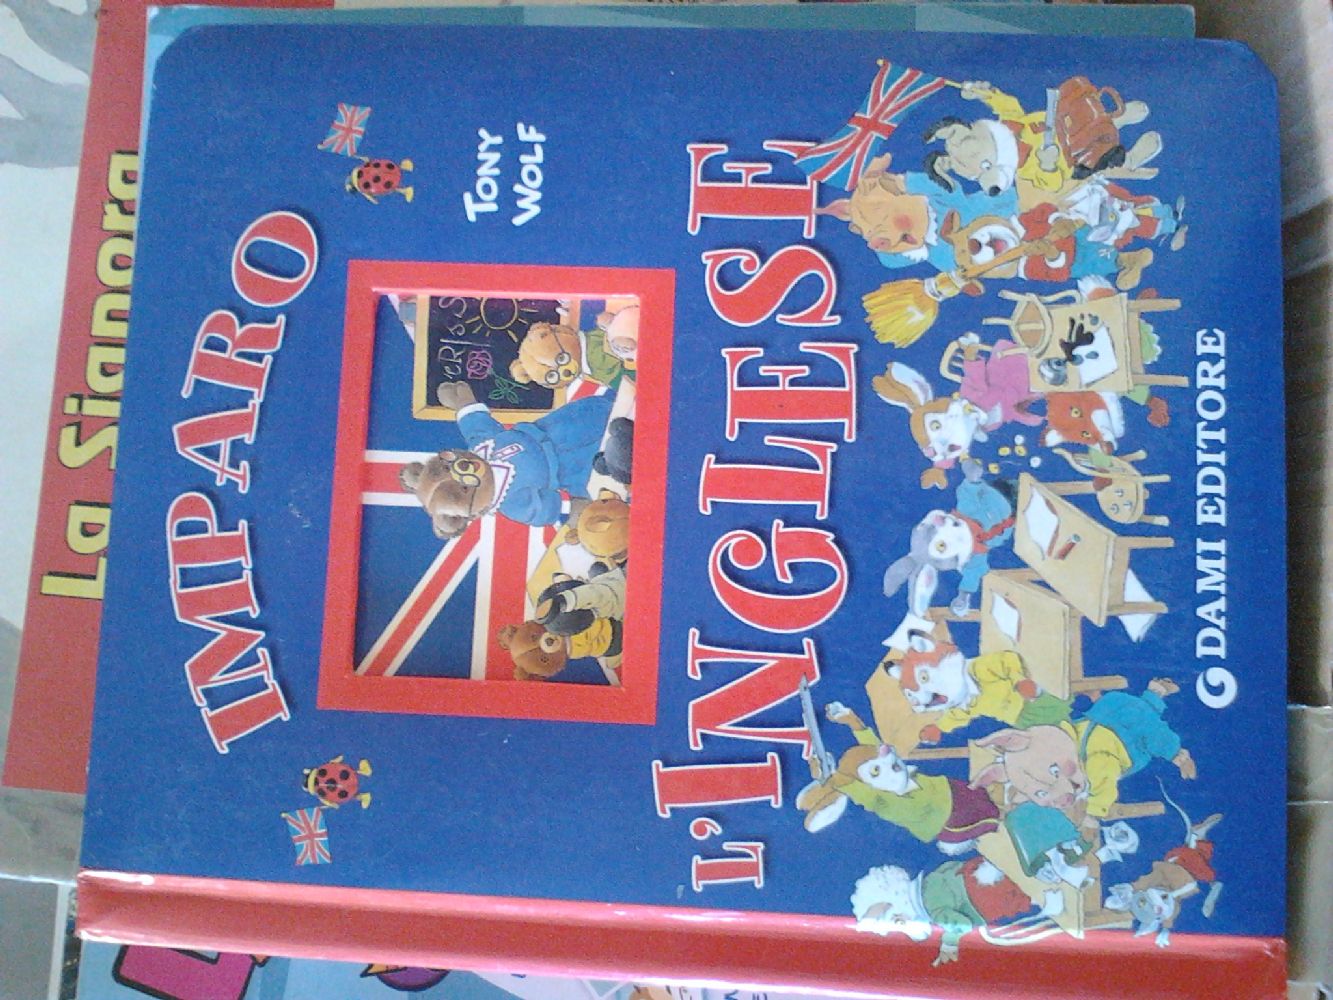 La Signora
IMPARO
TONY
WOLF
L'INGLESE
DAMI EDITORE